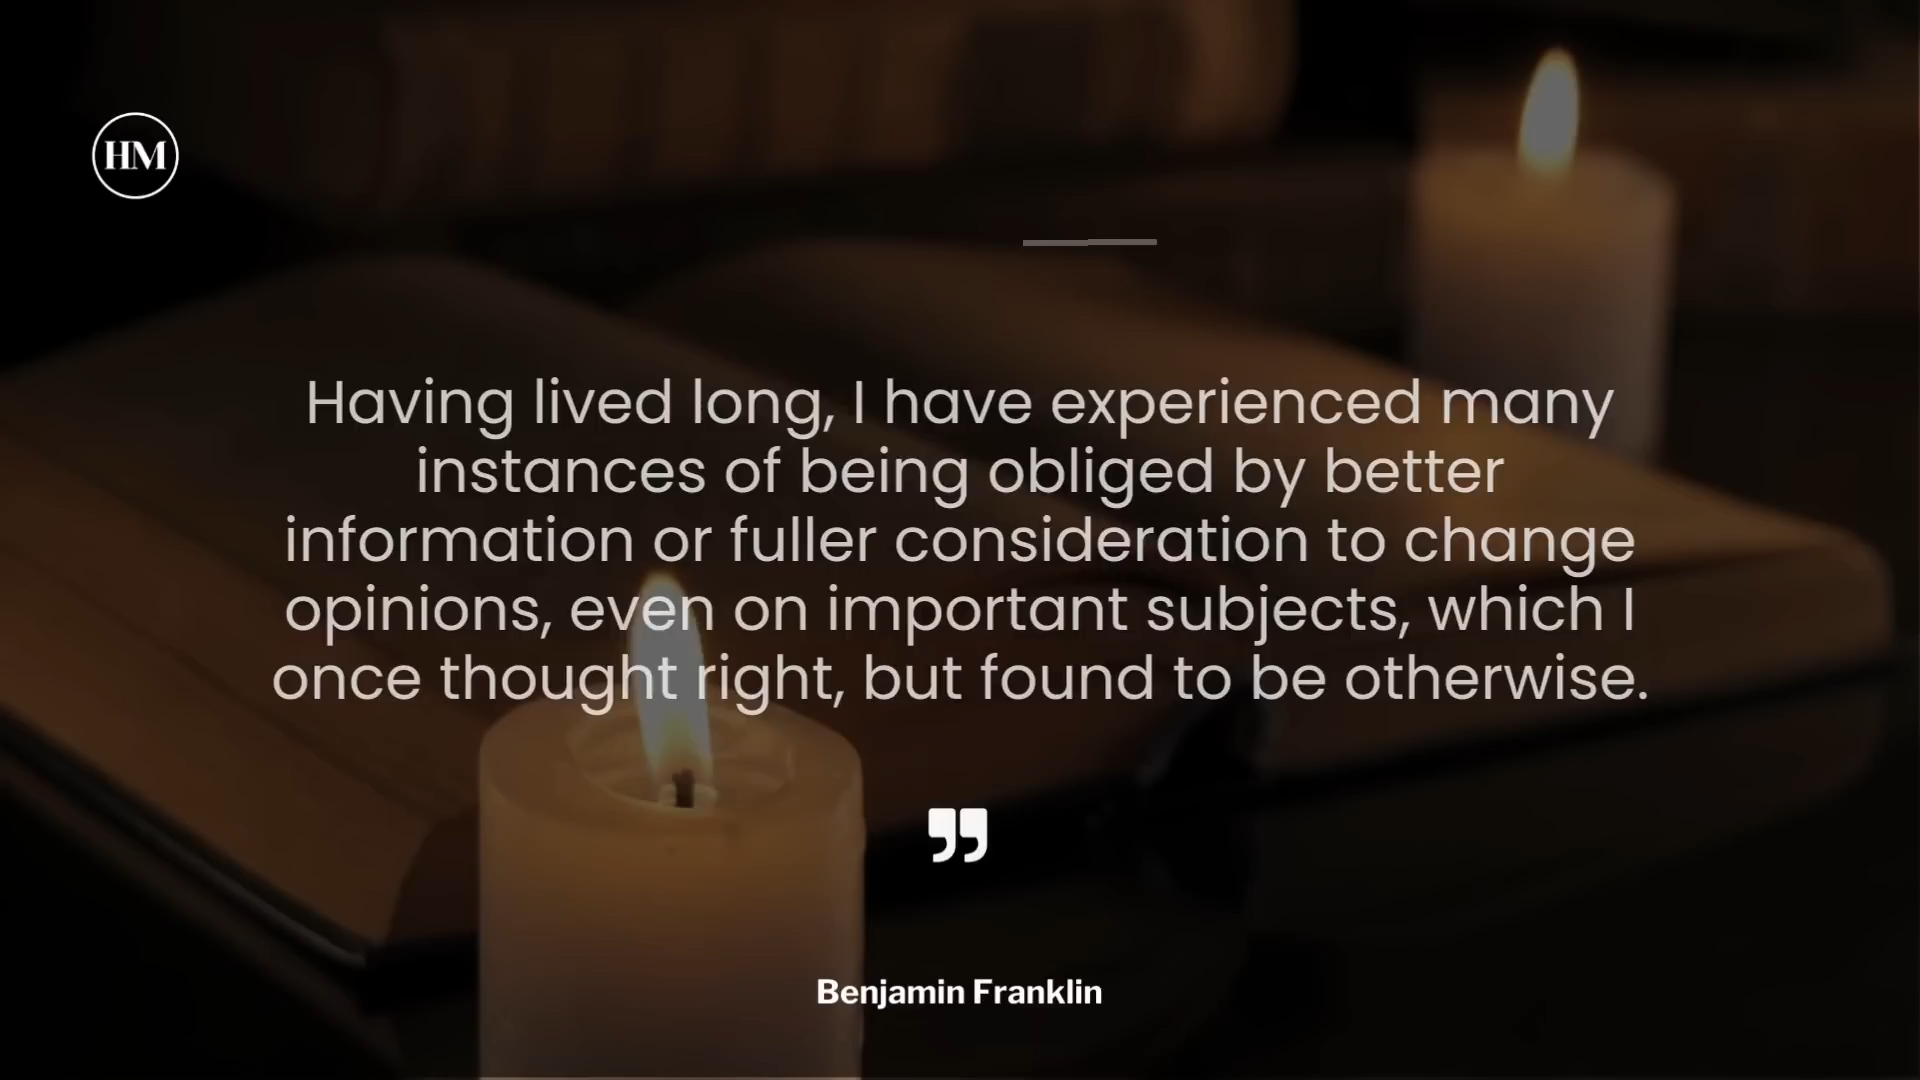 HM
Having lived long, I have experienced many
instances of being obliged by better
information or fuller consideration to change
opinions, even on important subjects, which I
once thought right, but found to be otherwise.
”
Benjamin Franklin